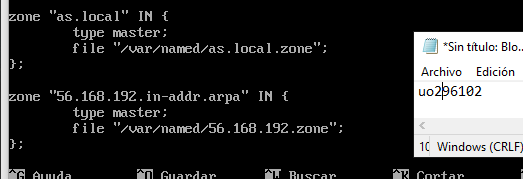 zone "as.local" IN {
type master;
file "/var/named/as.local.zone";
};
zone "56.168.192.in-addr.arpa" IN {
type master;
file "/var/named/56.168.192.zone";
};
^G Ayuda ^O Guardar ^W Buscar ^K Cortar
*Sin título: Blo...
Archivo Edición
uo296102
Windows (CRLF)